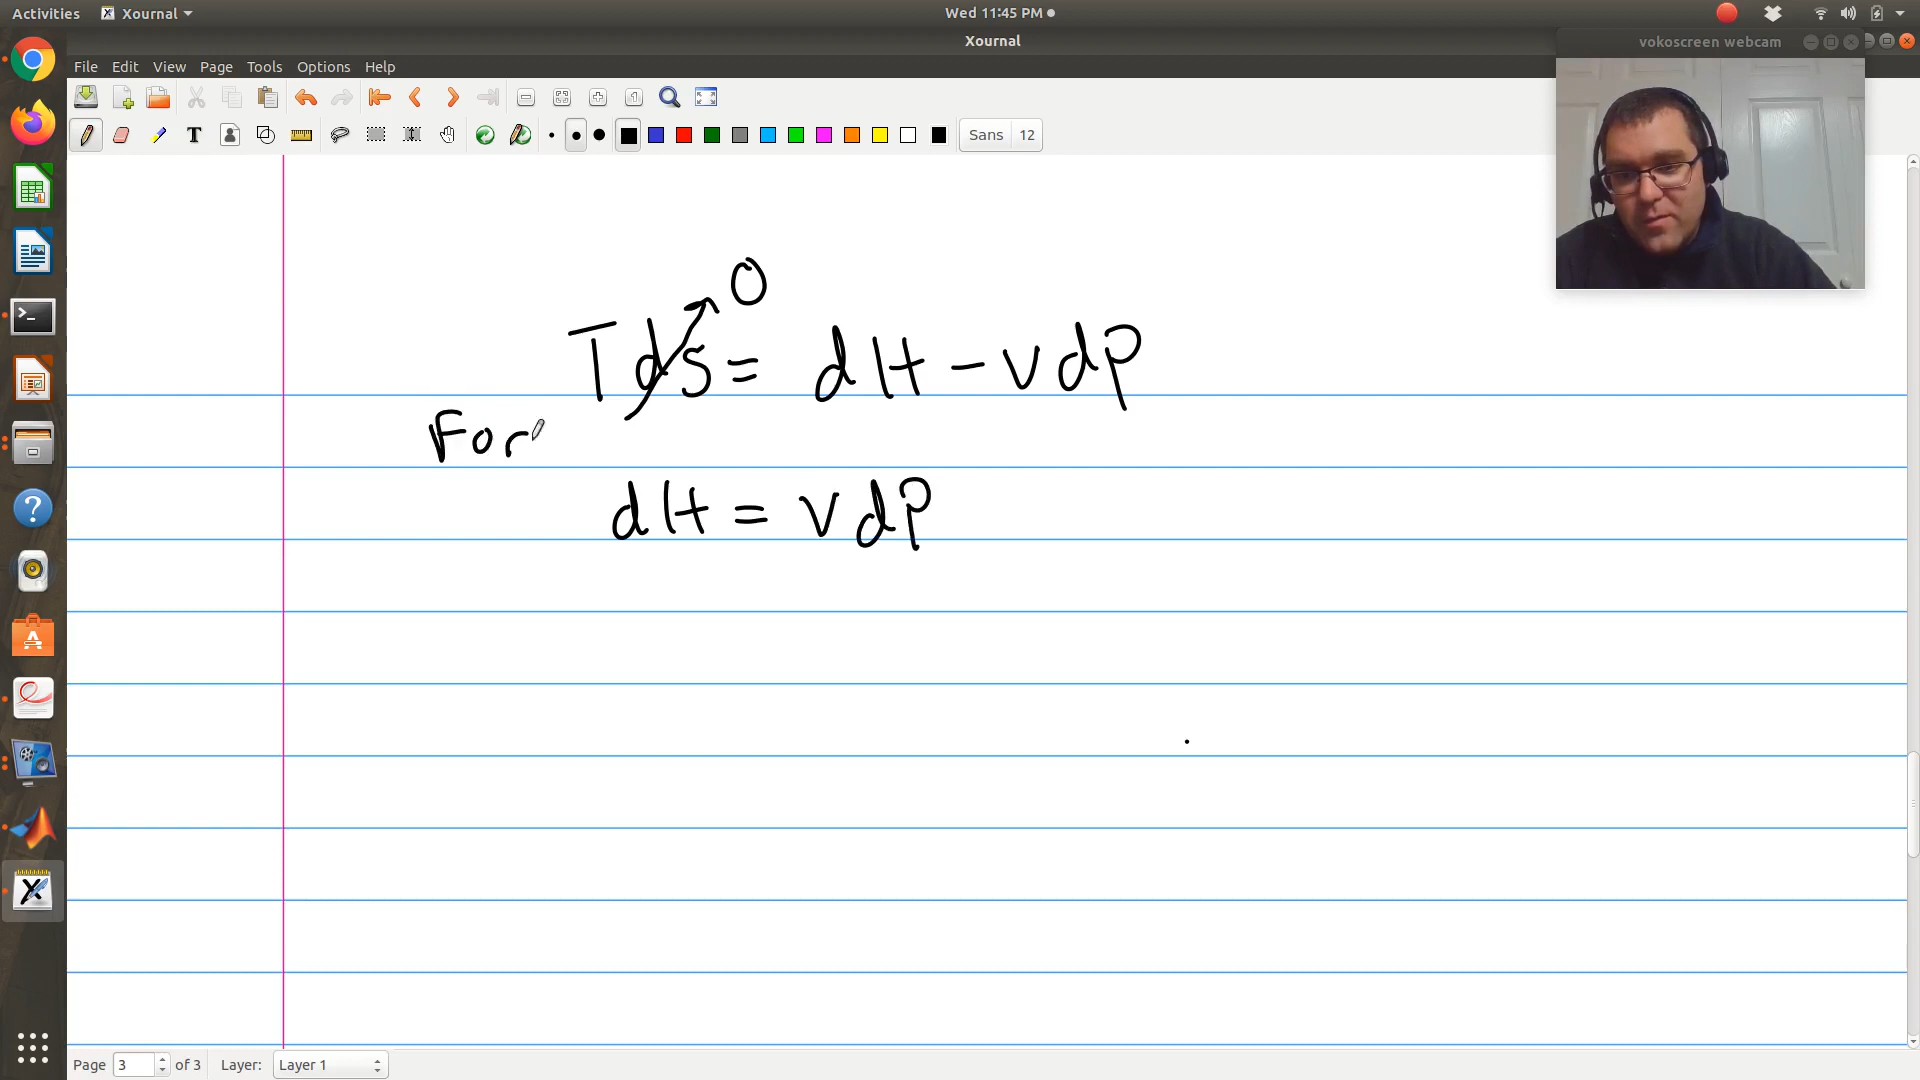 Activities Xournal Wed 11:45 PM
Xournal
vokoscreen webcam
File Edit View Page Tools Options Help
Sans 12
0
Tds = dH - vdP
For
dH = vdP
Page 3 of 3 Layer: Layer 1